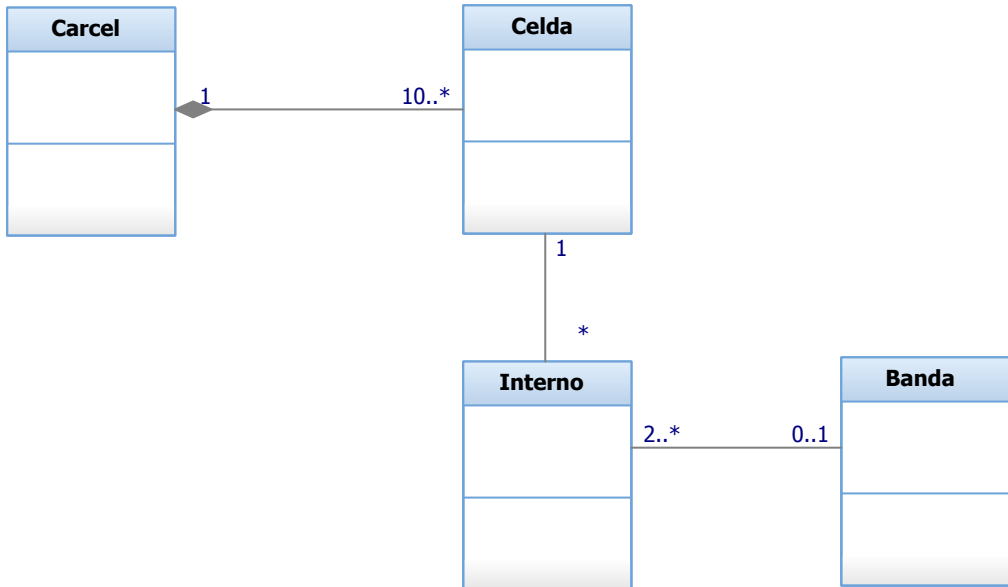 Carcel
Celda
1
10..*
1
*
Interno
Banda
2..*
0..1